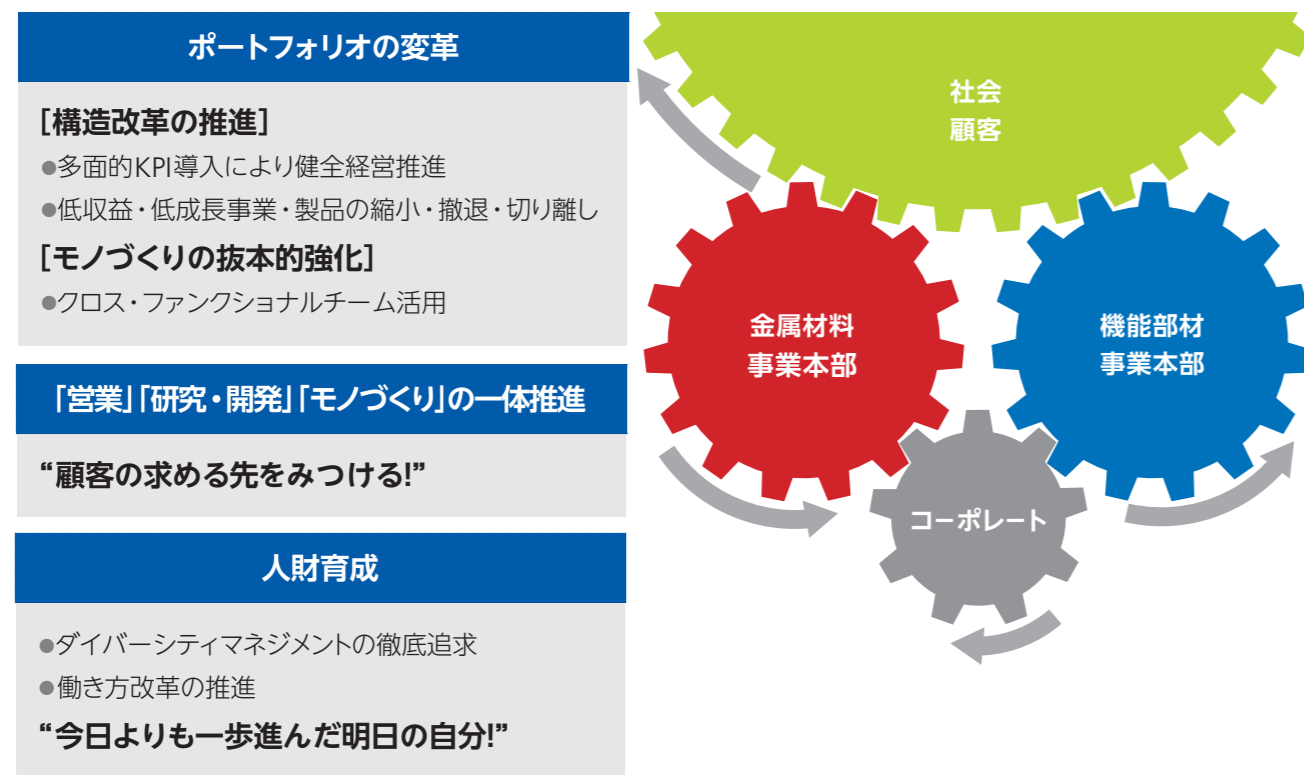 ポートフォリオの変革
[構造改革の推進]
●多面的KPI導入により健全経営推進
●低収益・低成長事業・製品の縮小・撤退・切り離し
[モノづくりの抜本的強化]
●クロス・ファンクショナルチーム活用
「営業」「研究・開発」「モノづくり」の一体推進
“顧客の求める先をみつける!”
人財育成
●ダイバーシティマネジメントの徹底追求
●働き方改革の推進
“今日よりも一歩進んだ明日の自分!”
社会
顧客
金属材料
事業本部
機能部材
事業本部
コーポレート